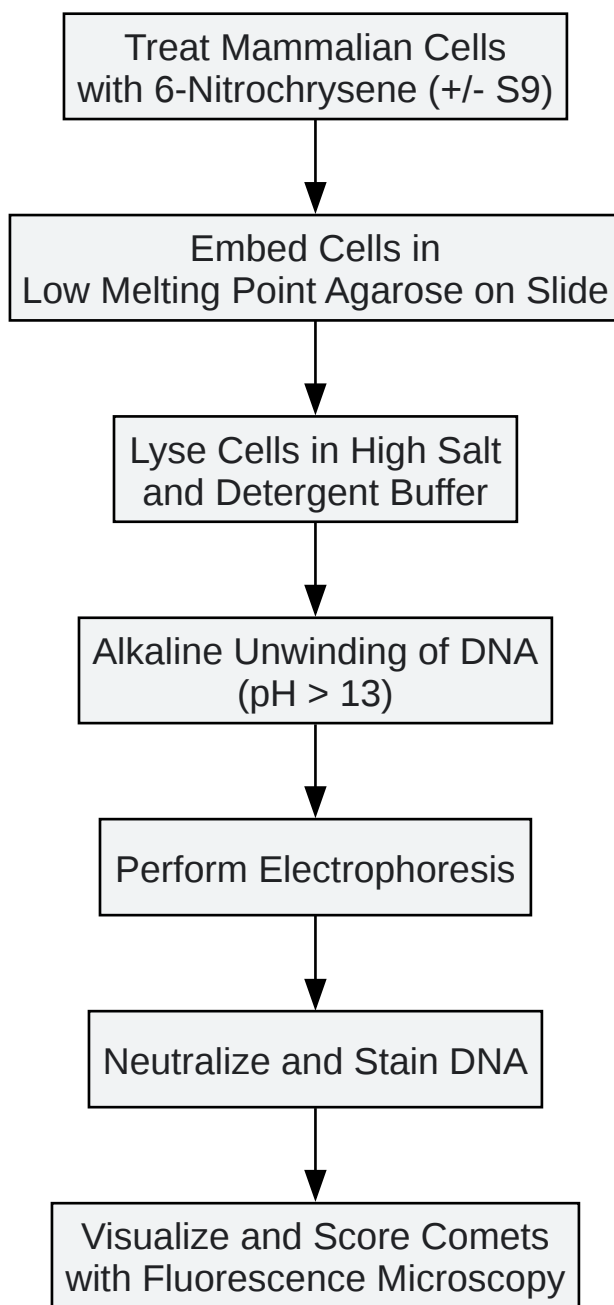 Treat Mammalian Cells
with 6-Nitrochrysene (+/- S9)
Embed Cells in
Low Melting Point Agarose on Slide
Lyse Cells in High Salt
and Detergent Buffer
Alkaline Unwinding of DNA
(pH > 13)
Perform Electrophoresis
Neutralize and Stain DNA
Visualize and Score Comets
with Fluorescence Microscopy